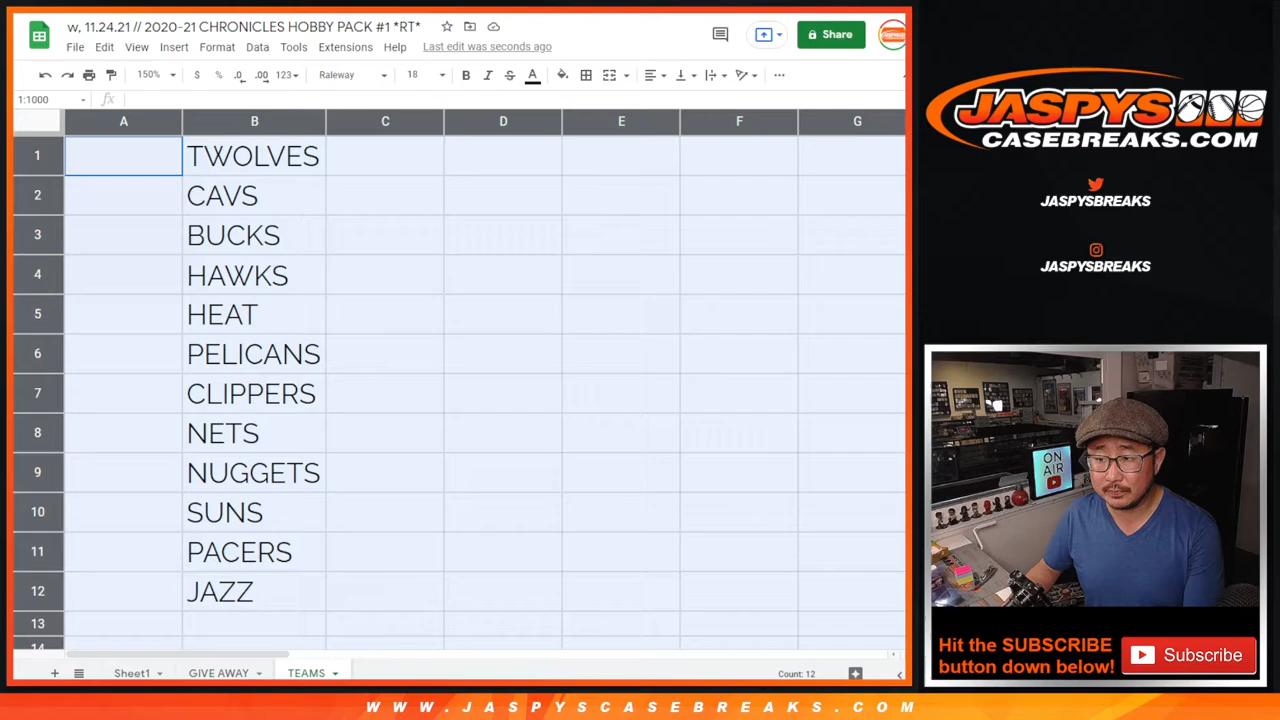 w, 11.24.21 // 2020-21 CHRONICLES HOBBY PACK #1 *RT*
File Edit View Insert Format Data Tools Extensions Help Last edit was seconds ago
Share
150% $ % .0 .00 123 Raleway 18 B I S A
1:1000 fx
A B C D E F G
1 TWOLVES
2 CAVS
3 BUCKS
4 HAWKS
5 HEAT
6 PELICANS
7 CLIPPERS
8 NETS
9 NUGGETS
10 SUNS
11 PACERS
12 JAZZ
13
14
Sheet1 GIVE AWAY TEAMS Count: 12
JASPYS
CASEBREAKS.COM
JASPYSBREAKS
JASPYSBREAKS
ON
AIR
Hit the SUBSCRIBE
button down below!
Subscribe
WWW.JASPYSCASEBREAKS.COM